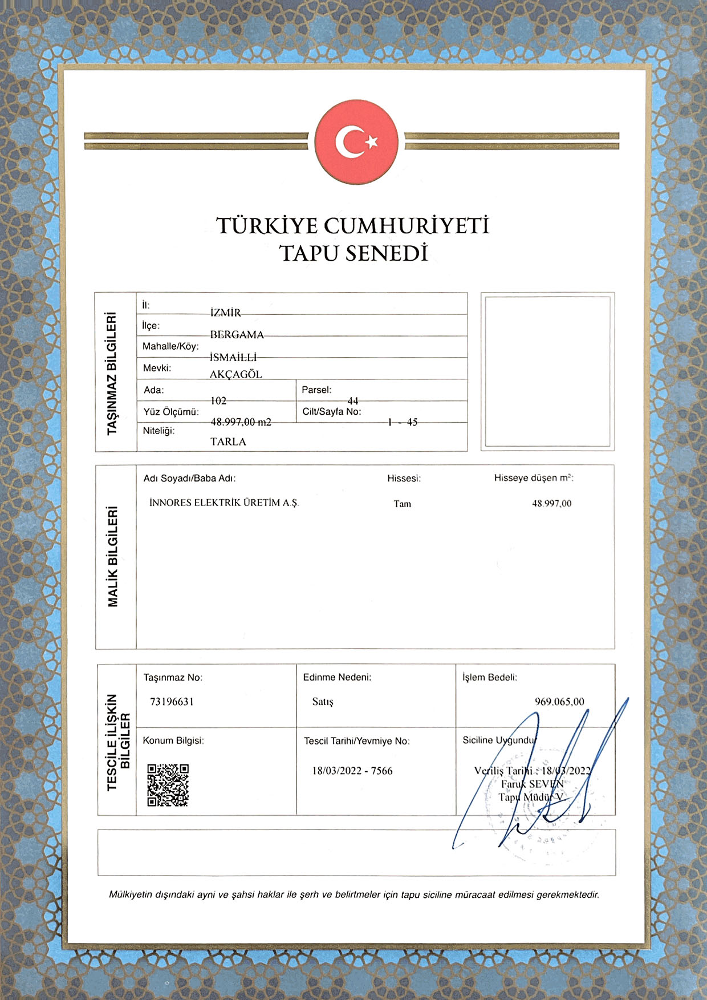 TÜRKİYE CUMHURİYETİ
TAPU SENEDİ
TAŞINMAZ BİLGİLERİ
İl: İZMİR
İlçe: BERGAMA
Mahalle/Köy: İSMAİLLİ
Mevki: AKÇAGÖL
Ada: 102 Parsel: 44
Yüz Ölçümü: 48.997,00 m2 Cilt/Sayfa No: 1 - 45
Niteliği: TARLA
MALİK BİLGİLERİ
Adı Soyadı/Baba Adı: Hissesi: Hisseye düşen m²:
İNNORES ELEKTRİK ÜRETİM A.Ş. Tam 48.997,00
TESCİLE İLİŞKİN
BİLGİLER
Taşınmaz No: Edinme Nedeni: İşlem Bedeli:
73196631 Satış 969.065,00
Konum Bilgisi: Tescil Tarihi/Yevmiye No: Siciline Uygundur
18/03/2022 - 7566 Veriliş Tarihi : 18/03/2022
Faruk SEVEN
Tapu Müdür V.
Mülkiyetin dışındaki ayni ve şahsi haklar ile şerh ve belirtmeler için tapu siciline müracaat edilmesi gerekmektedir.